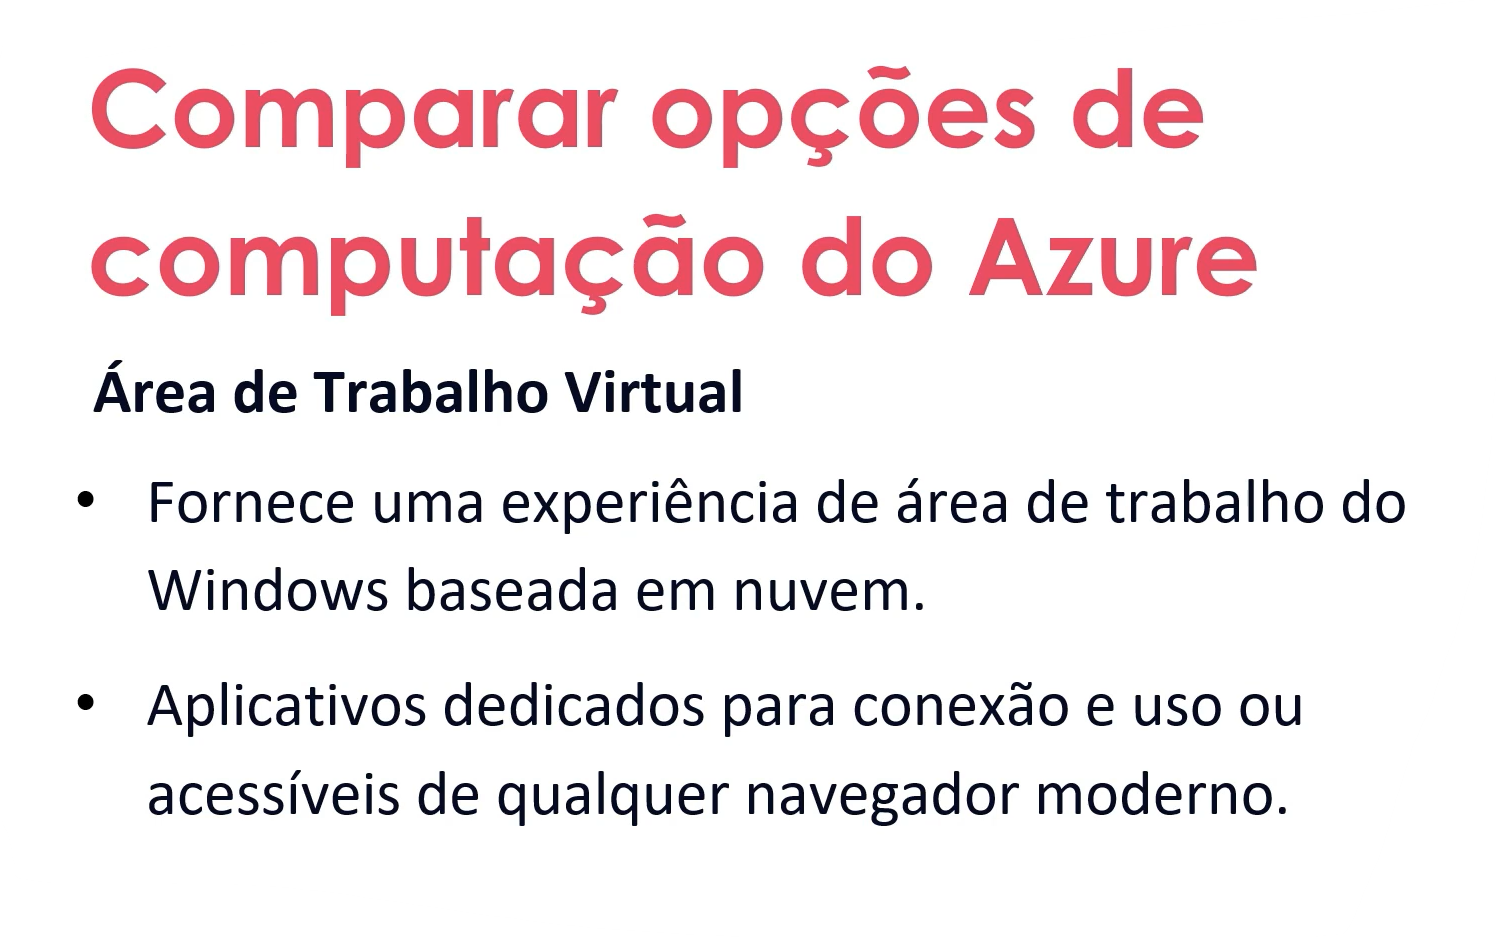 Comparar opções de
computação do Azure
Área de Trabalho Virtual
• Fornece uma experiência de área de trabalho do
Windows baseada em nuvem.
• Aplicativos dedicados para conexão e uso ou
acessíveis de qualquer navegador moderno.